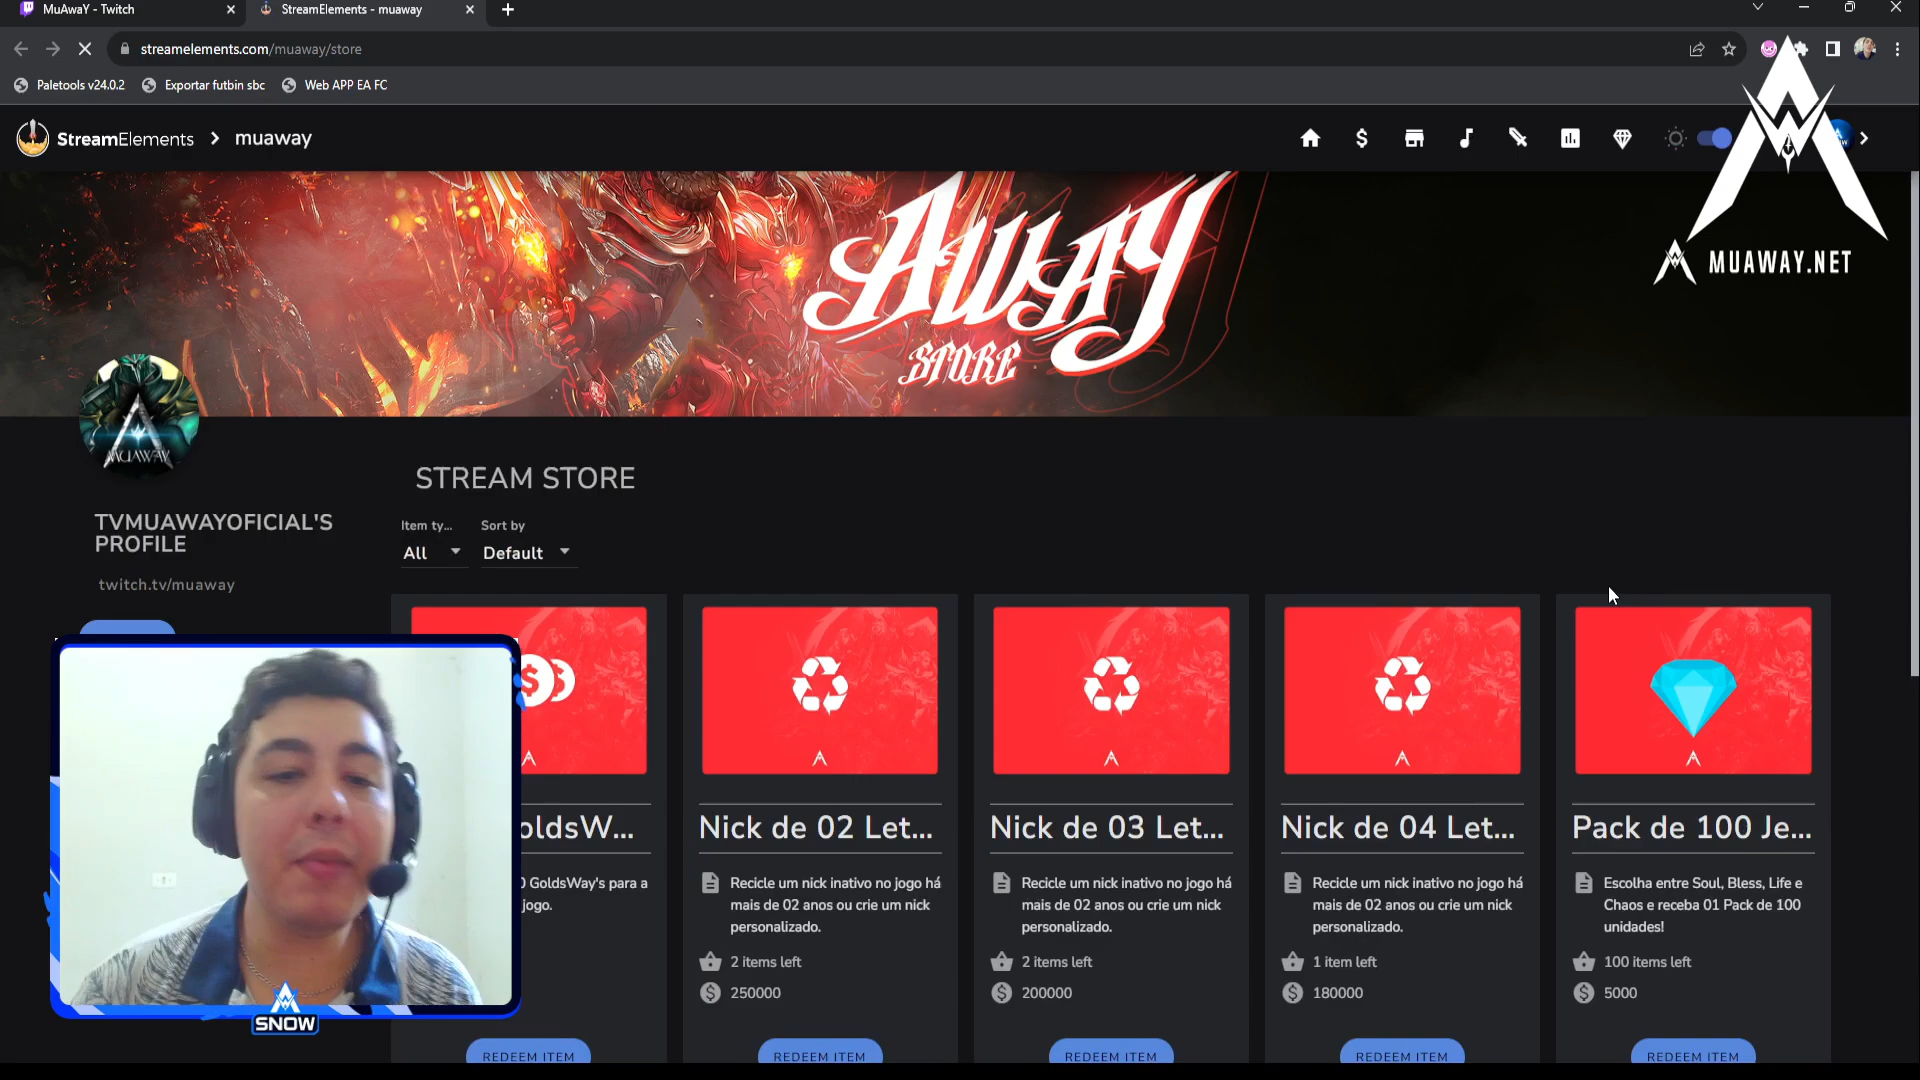 MuAwaY - Twitch
StreamElements - muaway
streamelements.com/muaway/store
Paletools v24.0.2
Exportar futbin sbc
Web APP EA FC
StreamElements
muaway
AWAY
STORE
MUAWAY.NET
MUAWAY
STREAM STORE
TVMUAWAYOFICIAL'S
PROFILE
twitch.tv/muaway
Item ty...
Sort by
All
Default
oldsW...
GoldsWay's para a
jogo.
REDEEM ITEM
Nick de 02 Let...
Recicle um nick inativo no jogo há
mais de 02 anos ou crie um nick
personalizado.
2 items left
250000
REDEEM ITEM
Nick de 03 Let...
Recicle um nick inativo no jogo há
mais de 02 anos ou crie um nick
personalizado.
2 items left
200000
REDEEM ITEM
Nick de 04 Let...
Recicle um nick inativo no jogo há
mais de 02 anos ou crie um nick
personalizado.
1 item left
180000
REDEEM ITEM
Pack de 100 Je...
Escolha entre Soul, Bless, Life e
Chaos e receba 01 Pack de 100
unidades!
100 items left
5000
REDEEM ITEM
SNOW